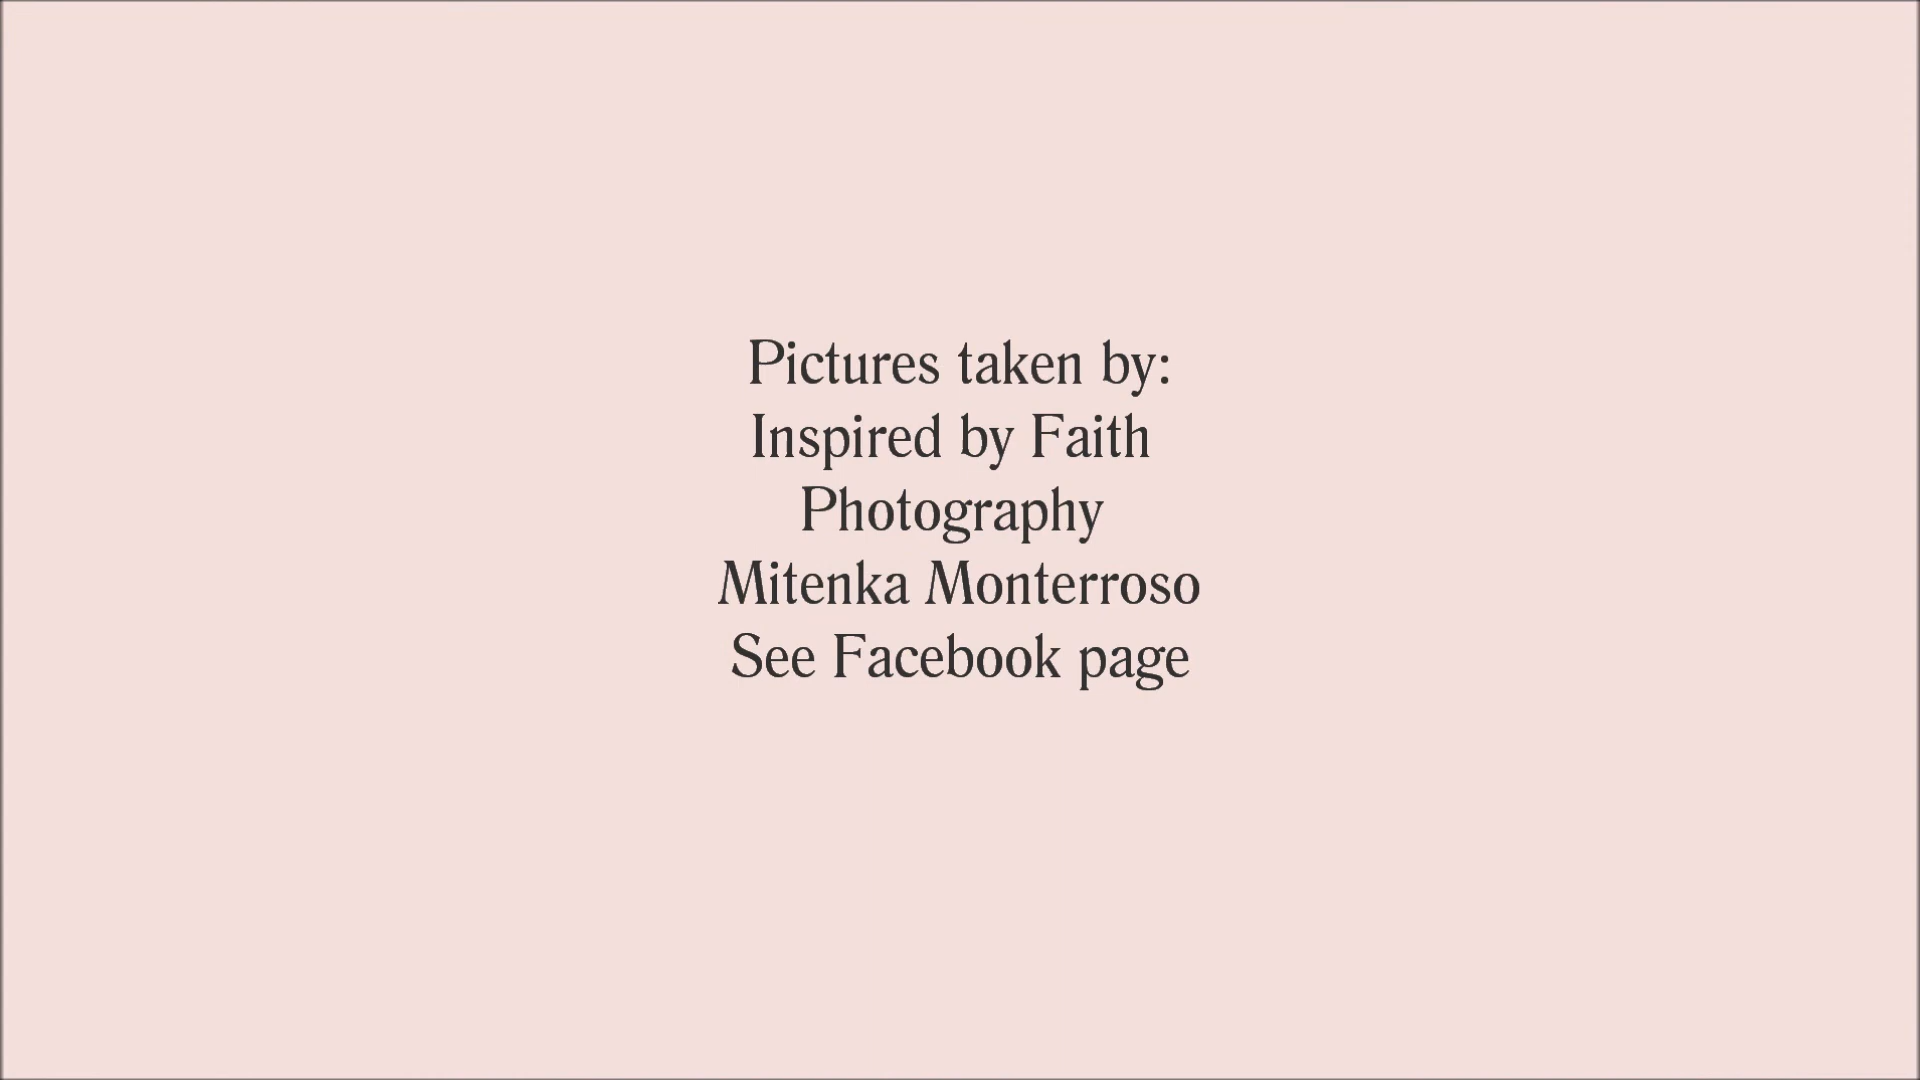 Pictures taken by:
Inspired by Faith
Photography
Mitenka Monterroso
See Facebook page